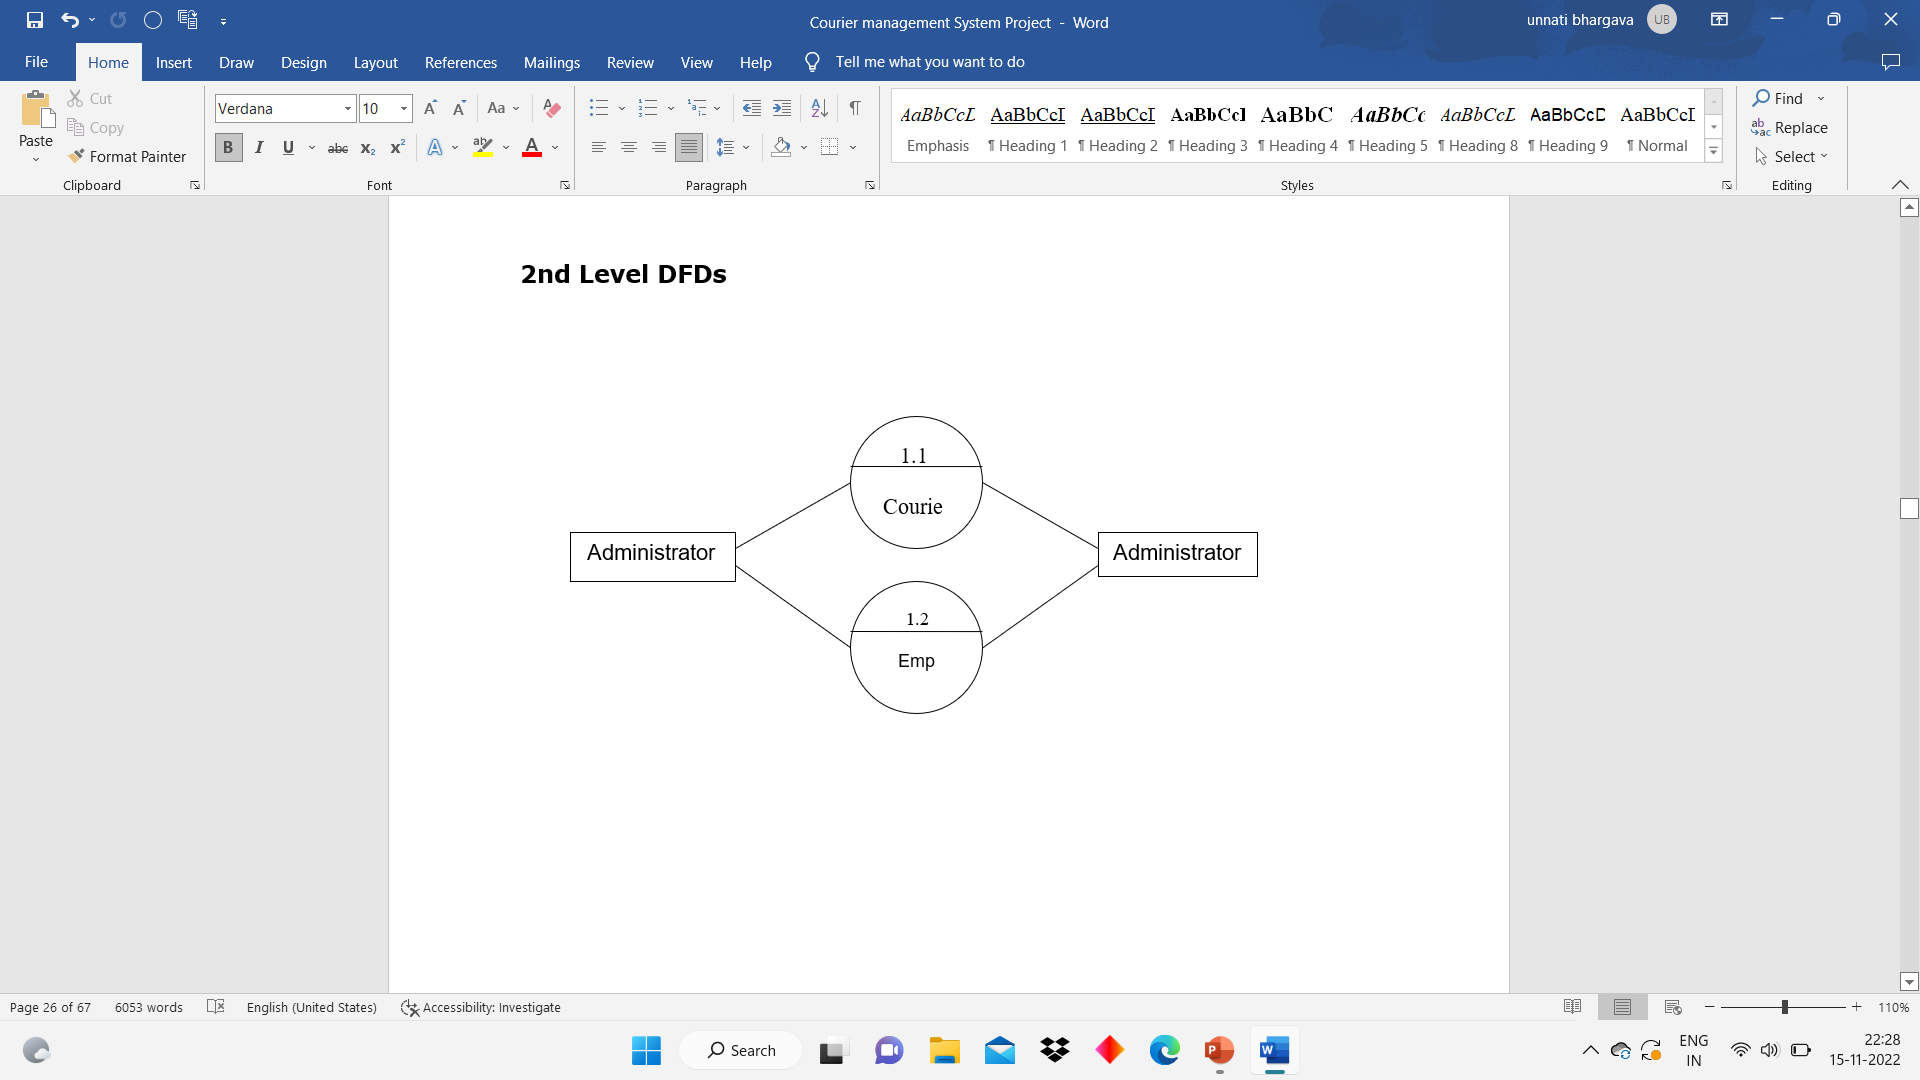 Courier management System Project - Word
unnati bhargava UB
File Home Insert Draw Design Layout References Mailings Review View Help Tell me what you want to do
Paste
Cut
Copy
Format Painter
Clipboard
Verdana 10
Font
Paragraph
AaBbCcL AaBbCcI AaBbCcI AaBbCcI AaBbC AaBbCc AaBbCcL AaBbCcD AaBbCcI
Emphasis ¶ Heading 1 ¶ Heading 2 ¶ Heading 3 ¶ Heading 4 ¶ Heading 5 ¶ Heading 8 ¶ Heading 9 ¶ Normal
Styles
Find
Replace
Select
Editing
2nd Level DFDs
1.1
Courie
Administrator
Administrator
1.2
Emp
Page 26 of 67 6053 words English (United States) Accessibility: Investigate 110%
Search
ENG
IN
22:28
15-11-2022